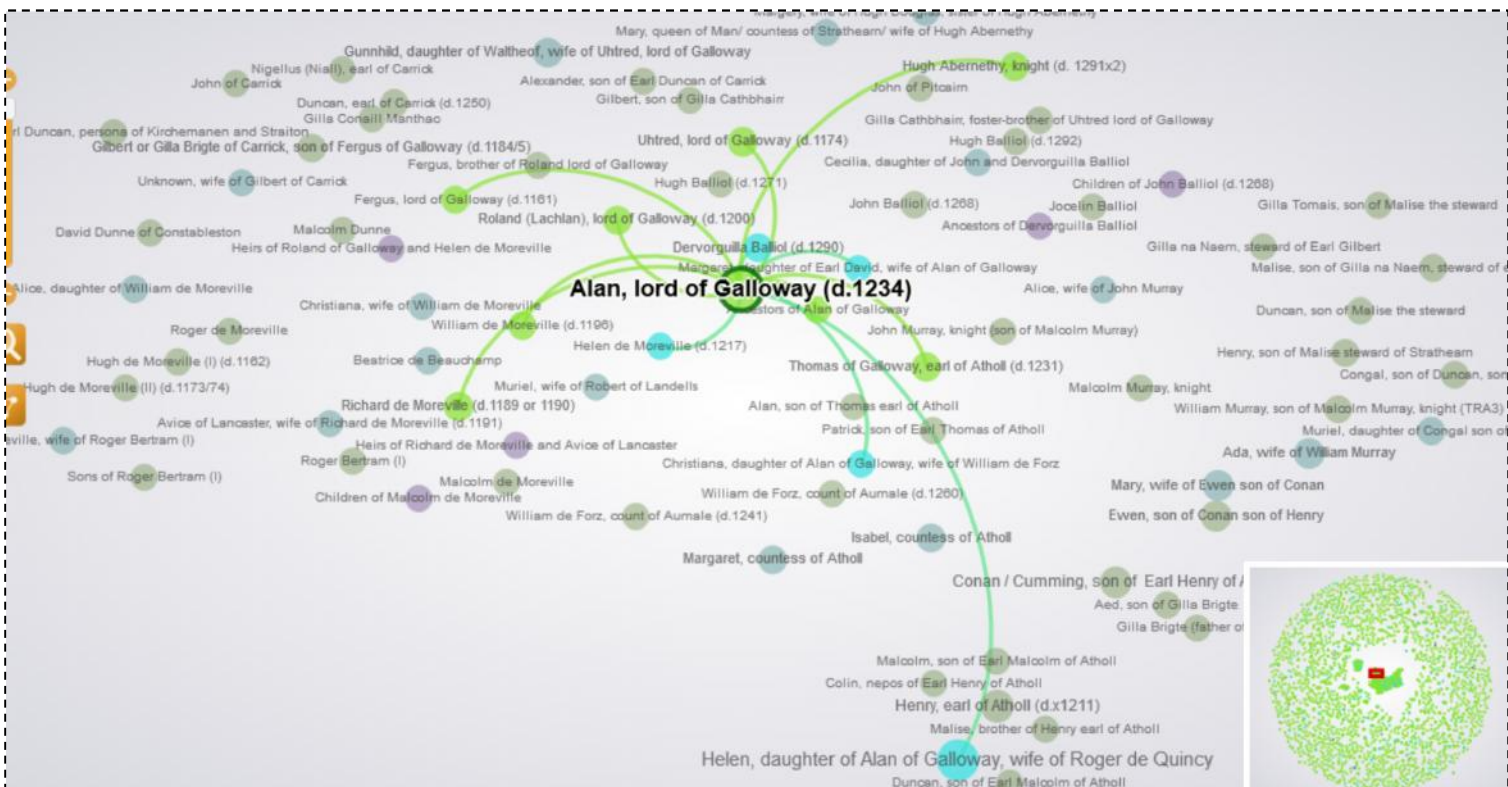 Margery, wife of Hugh Douglas, sister of Hugh Abernethy
Mary, queen of Man/ countess of Strathearn/ wife of Hugh Abernethy
Gunnhild, daughter of Waltheof, wife of Uhtred, lord of Galloway
Nigellus (Niall), earl of Carrick
Hugh Abernethy, knight (d. 1291x2)
John of Carrick
Alexander, son of Earl Duncan of Carrick
John of Pitcairn
Duncan, earl of Carrick (d.1250)
Gilbert, son of Gilla Cathbhairr
Gilla Conaill Manthac
Gilla Cathbhairr, foster-brother of Uhtred lord of Galloway
rl Duncan, persona of Kirchemanen and Straiton
Uhtred, lord of Galloway (d.1174)
Hugh Balliol (d.1292)
Gilbert or Gilla Brigte of Carrick, son of Fergus of Galloway (d.1184/5)
Fergus, brother of Roland lord of Galloway
Cecilia, daughter of John and Dervorguilla Balliol
Unknown, wife of Gilbert of Carrick
Hugh Balliol (d.1271)
Children of John Balliol (d.1268)
Fergus, lord of Galloway (d.1161)
John Balliol (d.1268)
Jocelin Balliol
Gilla Tomais, son of Malise the steward
Roland (Lachlan), lord of Galloway (d.1200)
Ancestors of Dervorguilla Balliol
David Dunne of Constableston
Malcolm Dunne
Heirs of Roland of Galloway and Helen de Moreville
Dervorguilla Balliol (d.1290)
Gilla na Naem, steward of Earl Gilbert
Margaret, daughter of Earl David, wife of Alan of Galloway
Malise, son of Gilla na Naem, steward of e
Alice, daughter of William de Moreville
Alan, lord of Galloway (d.1234)
Alice, wife of John Murray
Christiana, wife of William de Moreville
Ancestors of Alan of Galloway
Duncan, son of Malise the steward
William de Moreville (d.1196)
Roger de Moreville
John Murray, knight (son of Malcolm Murray)
Helen de Moreville (d.1217)
Henry, son of Malise steward of Strathearn
Hugh de Moreville (I) (d.1162)
Beatrice de Beauchamp
Thomas of Galloway, earl of Atholl (d.1231)
Congal, son of Duncan, son
Hugh de Moreville (II) (d.1173/74)
Muriel, wife of Robert of Landells
Malcolm Murray, knight
Richard de Moreville (d.1189 or 1190)
Alan, son of Thomas earl of Atholl
William Murray, son of Malcolm Murray, knight (TRA3)
Avice of Lancaster, wife of Richard de Moreville (d.1191)
Patrick, son of Earl Thomas of Atholl
Muriel, daughter of Congal son of
eville, wife of Roger Bertram (I)
Heirs of Richard de Moreville and Avice of Lancaster
Ada, wife of William Murray
Roger Bertram (I)
Christiana, daughter of Alan of Galloway, wife of William de Forz
Sons of Roger Bertram (I)
Malcolm de Moreville
Mary, wife of Ewen son of Conan
Children of Malcolm de Moreville
William de Forz, count of Aumale (d.1260)
William de Forz, count of Aumale (d.1241)
Ewen, son of Conan son of Henry
Isabel, countess of Atholl
Margaret, countess of Atholl
Conan / Cumming, son of Earl Henry of A
Aed, son of Gilla Brigte
Gilla Brigte (father of
Malcolm, son of Earl Malcolm of Atholl
Colin, nepos of Earl Henry of Atholl
Henry, earl of Atholl (d.x1211)
Malise, brother of Henry earl of Atholl
Helen, daughter of Alan of Galloway, wife of Roger de Quincy
Duncan, son of Earl Malcolm of Atholl